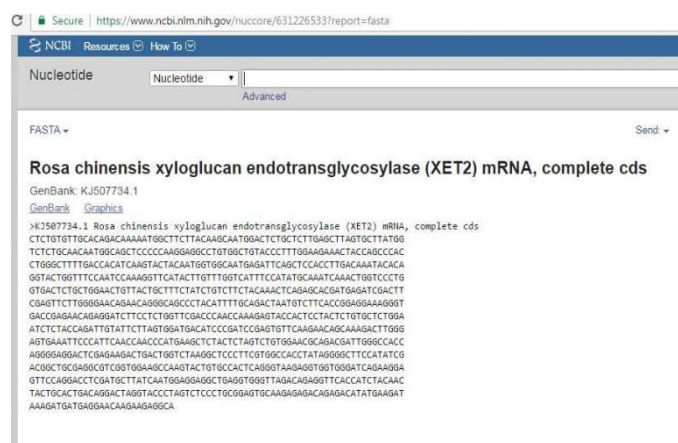 Secure | https://www.ncbi.nlm.nih.gov/nuccore/631226533?report=fasta
NCBI Resources How To
Nucleotide Nucleotide
Advanced
FASTA Send:
Rosa chinensis xyloglucan endotransglycosylase (XET2) mRNA, complete cds
GenBank: KJ507734.1
GenBank Graphics
>KJ507734.1 Rosa chinensis xyloglucan endotransglycosylase (XET2) mRNA, complete cds
CTCTGTGTTGCACAGACAAAAATGGCTTCTTACAAGCAATGGACTCTGCTCTTGAGCTTAGTGCTTATGG
TCTCTGCAACAATGGCAGCTCCCCCAAGGAGGCCTGTGGCTGTACCCTTTGGAAGAAACTACCAGCCCAC
CTGGGCTTTTGACCACATCAAGTACTACAATGGTGGCAATGAGATTCAGCTCCACCTTGACAAATACACA
GGTACTGGTTTCCAATCCAAAGGTTCATACTTGTTTGGTCATTTCCATATGCAAATCAAACTGGTCCCTG
GTGACTCTGCTGGAACTGTTACTGCTTTCTATCTGTCTTCTACAAACTCAGAGCACGATGAGATCGACTT
CGAGTTCTTGGGGAACAGAACAGGGCAGCCCTACATTTTGCAGACTAATGTCTTCACCGGAGGAAAGGGT
GACCGAGAACAGAGGATCTTCCTCTGGTTCGACCCAACCAAAGAGTACCACTCCTACTCTGTGCTCTGGA
ATCTCTACCAGATTGTATTCTTAGTGGATGACATCCCGATCCGAGTGTTCAAGAACAGCAAAGACTTGGG
AGTGAAATTCCCATTCAACCAACCCATGAAGCTCTACTCTAGTCTGTGGAACGCAGACGATTGGGCCACC
AGGGGAGGACTCGAGAAGACTGACTGGTCTAAGGCTCCCTTCGTGGCCACCTATAGGGGCTTCCATATCG
ACGGCTGCGAGGCGTCGGTGGAAGCCAAGTACTGTGCCACTCAGGGTAAGAGGTGGTGGGATCAGAAGGA
GTTCCAGGACCTCGATGCTTATCAATGGAGGAGGCTGAGGTGGGTTAGACAGAGGTTCACCATCTACAAC
TACTGCACTGACAGGACTAGGTACCCTAGTCTCCCTGCGGAGTGCAAGAGAGACAGAGACATATGAAGAT
AAAGATGATGAGGAACAAGAAGAGGCA